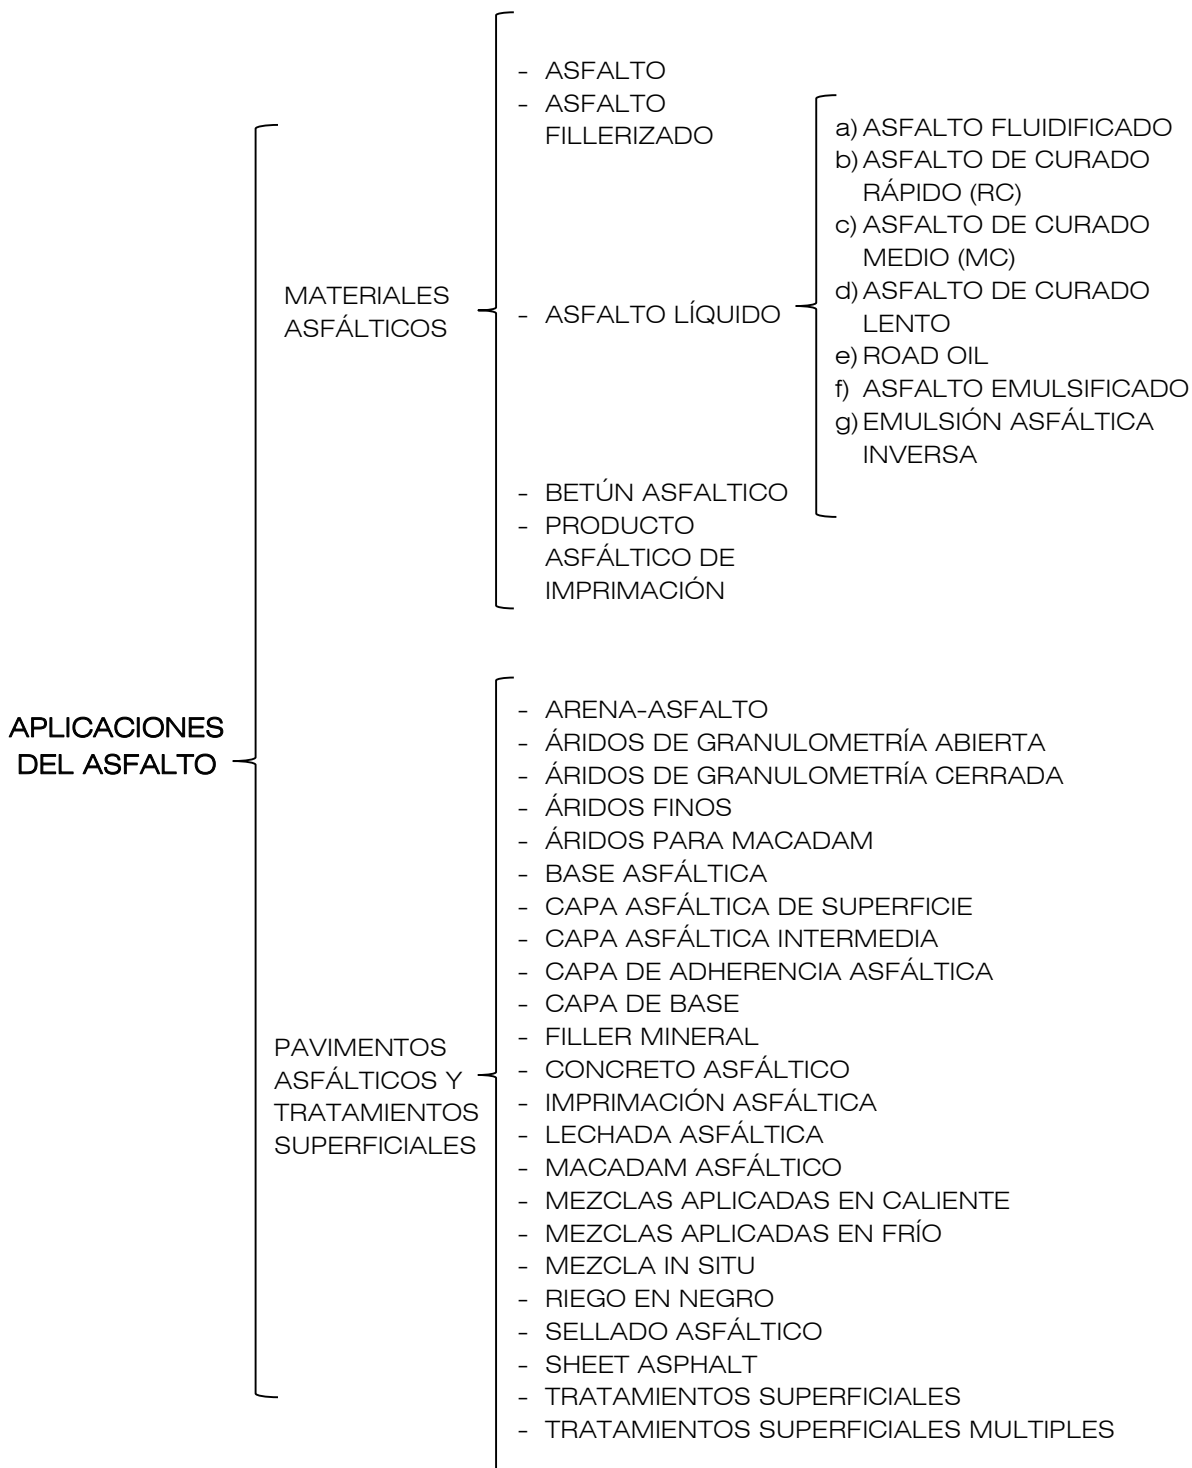 APLICACIONES
DEL ASFALTO
MATERIALES
ASFÁLTICOS
- ASFALTO
- ASFALTO
FILLERIZADO
- ASFALTO LÍQUIDO
a) ASFALTO FLUIDIFICADO
b) ASFALTO DE CURADO
RÁPIDO (RC)
c) ASFALTO DE CURADO
MEDIO (MC)
d) ASFALTO DE CURADO
LENTO
e) ROAD OIL
f) ASFALTO EMULSIFICADO
g) EMULSIÓN ASFÁLTICA
INVERSA
- BETÚN ASFALTICO
- PRODUCTO
ASFÁLTICO DE
IMPRIMACIÓN
PAVIMENTOS
ASFÁLTICOS Y
TRATAMIENTOS
SUPERFICIALES
- ARENA-ASFALTO
- ÁRIDOS DE GRANULOMETRÍA ABIERTA
- ÁRIDOS DE GRANULOMETRÍA CERRADA
- ÁRIDOS FINOS
- ÁRIDOS PARA MACADAM
- BASE ASFÁLTICA
- CAPA ASFÁLTICA DE SUPERFICIE
- CAPA ASFÁLTICA INTERMEDIA
- CAPA DE ADHERENCIA ASFÁLTICA
- CAPA DE BASE
- FILLER MINERAL
- CONCRETO ASFÁLTICO
- IMPRIMACIÓN ASFÁLTICA
- LECHADA ASFÁLTICA
- MACADAM ASFÁLTICO
- MEZCLAS APLICADAS EN CALIENTE
- MEZCLAS APLICADAS EN FRÍO
- MEZCLA IN SITU
- RIEGO EN NEGRO
- SELLADO ASFÁLTICO
- SHEET ASPHALT
- TRATAMIENTOS SUPERFICIALES
- TRATAMIENTOS SUPERFICIALES MULTIPLES